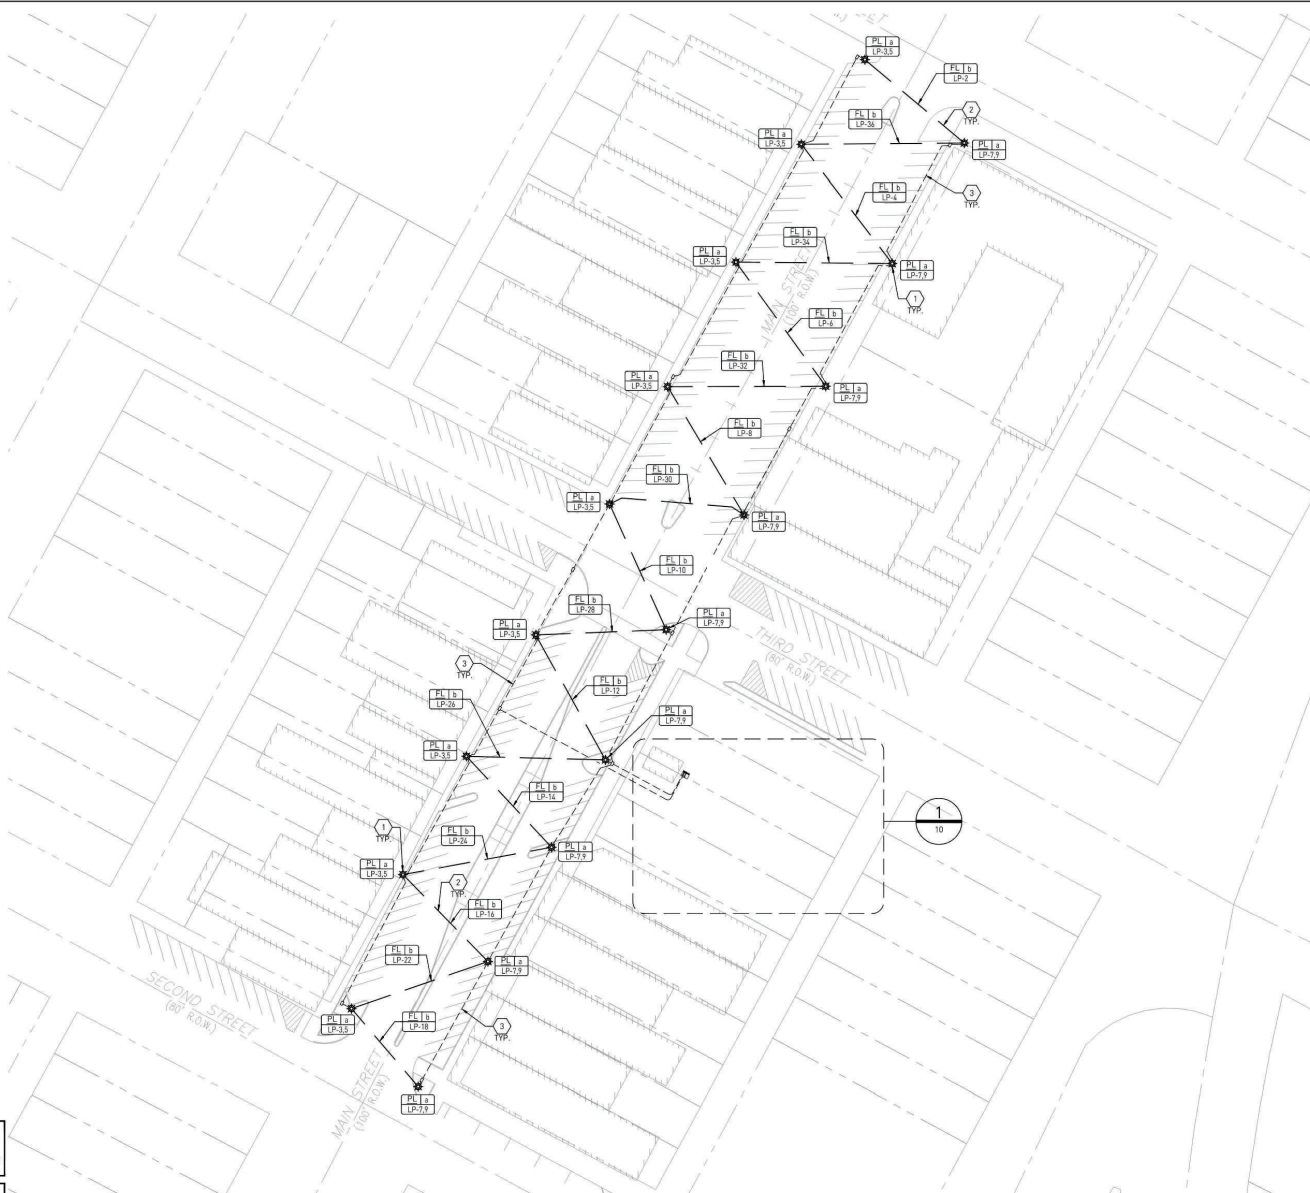 PL a
LP-3,5
FL b
LP-2
2
TYP.
FL b
LP-36
PL a
LP-3,5
PL a
LP-7,9
3
TYP.
FL b
LP-4
FL b
LP-34
PL a
LP-3,5
PL a
LP-7,9
1
TYP.
MAIN STREET
(100' R.O.W.)
FL b
LP-6
FL b
LP-32
PL a
LP-3,5
PL a
LP-7,9
FL b
LP-8
FL b
LP-30
PL a
LP-3,5
PL a
LP-7,9
FL b
LP-10
FL b
LP-28
PL a
LP-7,9
PL a
LP-3,5
THIRD STREET
(80' R.O.W.)
3
TYP.
FL b
LP-12
FL b
LP-26
PL a
LP-7,9
PL a
LP-3,5
FL b
LP-14
1
10
1
TYP.
FL b
LP-24
PL a
LP-7,9
PL a
LP-3,5
2
TYP.
FL b
LP-16
FL b
LP-22
PL a
LP-7,9
SECOND STREET
(80' R.O.W.)
PL a
LP-3,5
FL b
LP-18
3
TYP.
MAIN STREET
(100' R.O.W.)
PL a
LP-7,9